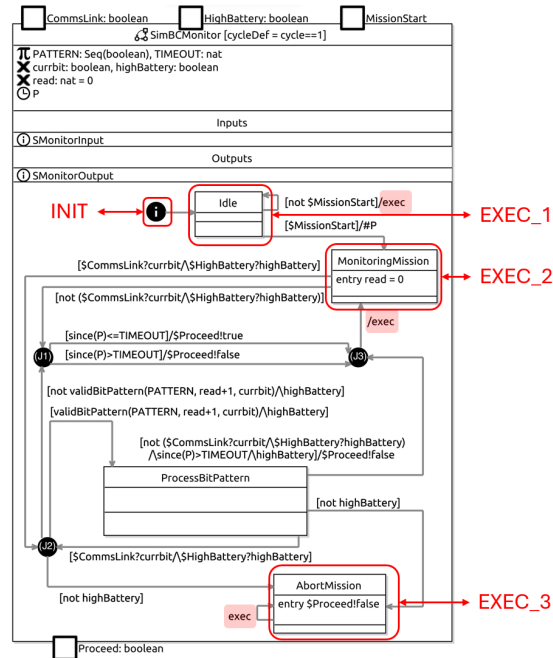 CommsLink: boolean
HighBattery: boolean
MissionStart
SimBCMonitor [cycleDef = cycle==1]
PATTERN: Seq(boolean), TIMEOUT: nat
currbit: boolean, highBattery: boolean
read: nat = 0
P
Inputs
SMonitorInput
Outputs
SMonitorOutput
INIT
i
Idle
[not $MissionStart]/exec
EXEC_1
[$MissionStart]/#P
[$CommsLink?currbit/\$HighBattery?highBattery]
MonitoringMission
entry read = 0
EXEC_2
[not ($CommsLink?currbit/\$HighBattery?highBattery)]
/exec
[since(P)<=TIMEOUT]/$Proceed!true
(J1)
[since(P)>TIMEOUT]/$Proceed!false
(J3)
[not validBitPattern(PATTERN, read+1, currbit)/\highBattery]
[validBitPattern(PATTERN, read+1, currbit)/\highBattery]
[not ($CommsLink?currbit/\$HighBattery?highBattery)
/\since(P)>TIMEOUT/\highBattery]/$Proceed!false
ProcessBitPattern
[not highBattery]
(J2)
[$CommsLink?currbit/\$HighBattery?highBattery]
[not highBattery]
AbortMission
entry $Proceed!false
EXEC_3
exec
Proceed: boolean